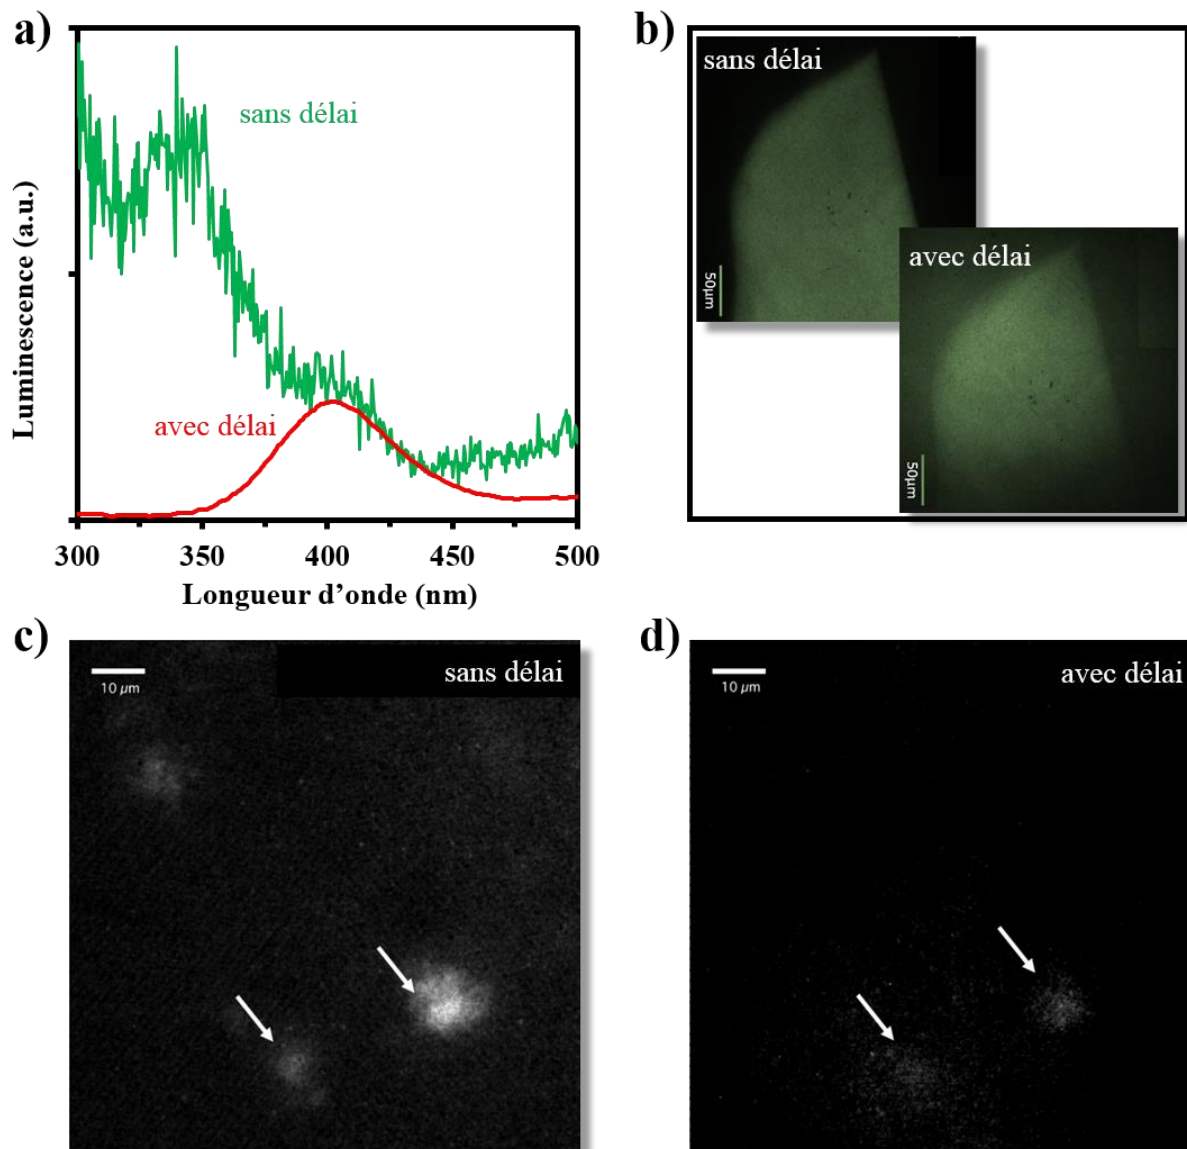 a)
sans délai
avec délai
Luminescence (a.u.)
300 350 400 450 500
Longueur d’onde (nm)
b)
sans délai
50µm
avec délai
50µm
c)
sans délai
10 µm
d)
avec délai
10 µm